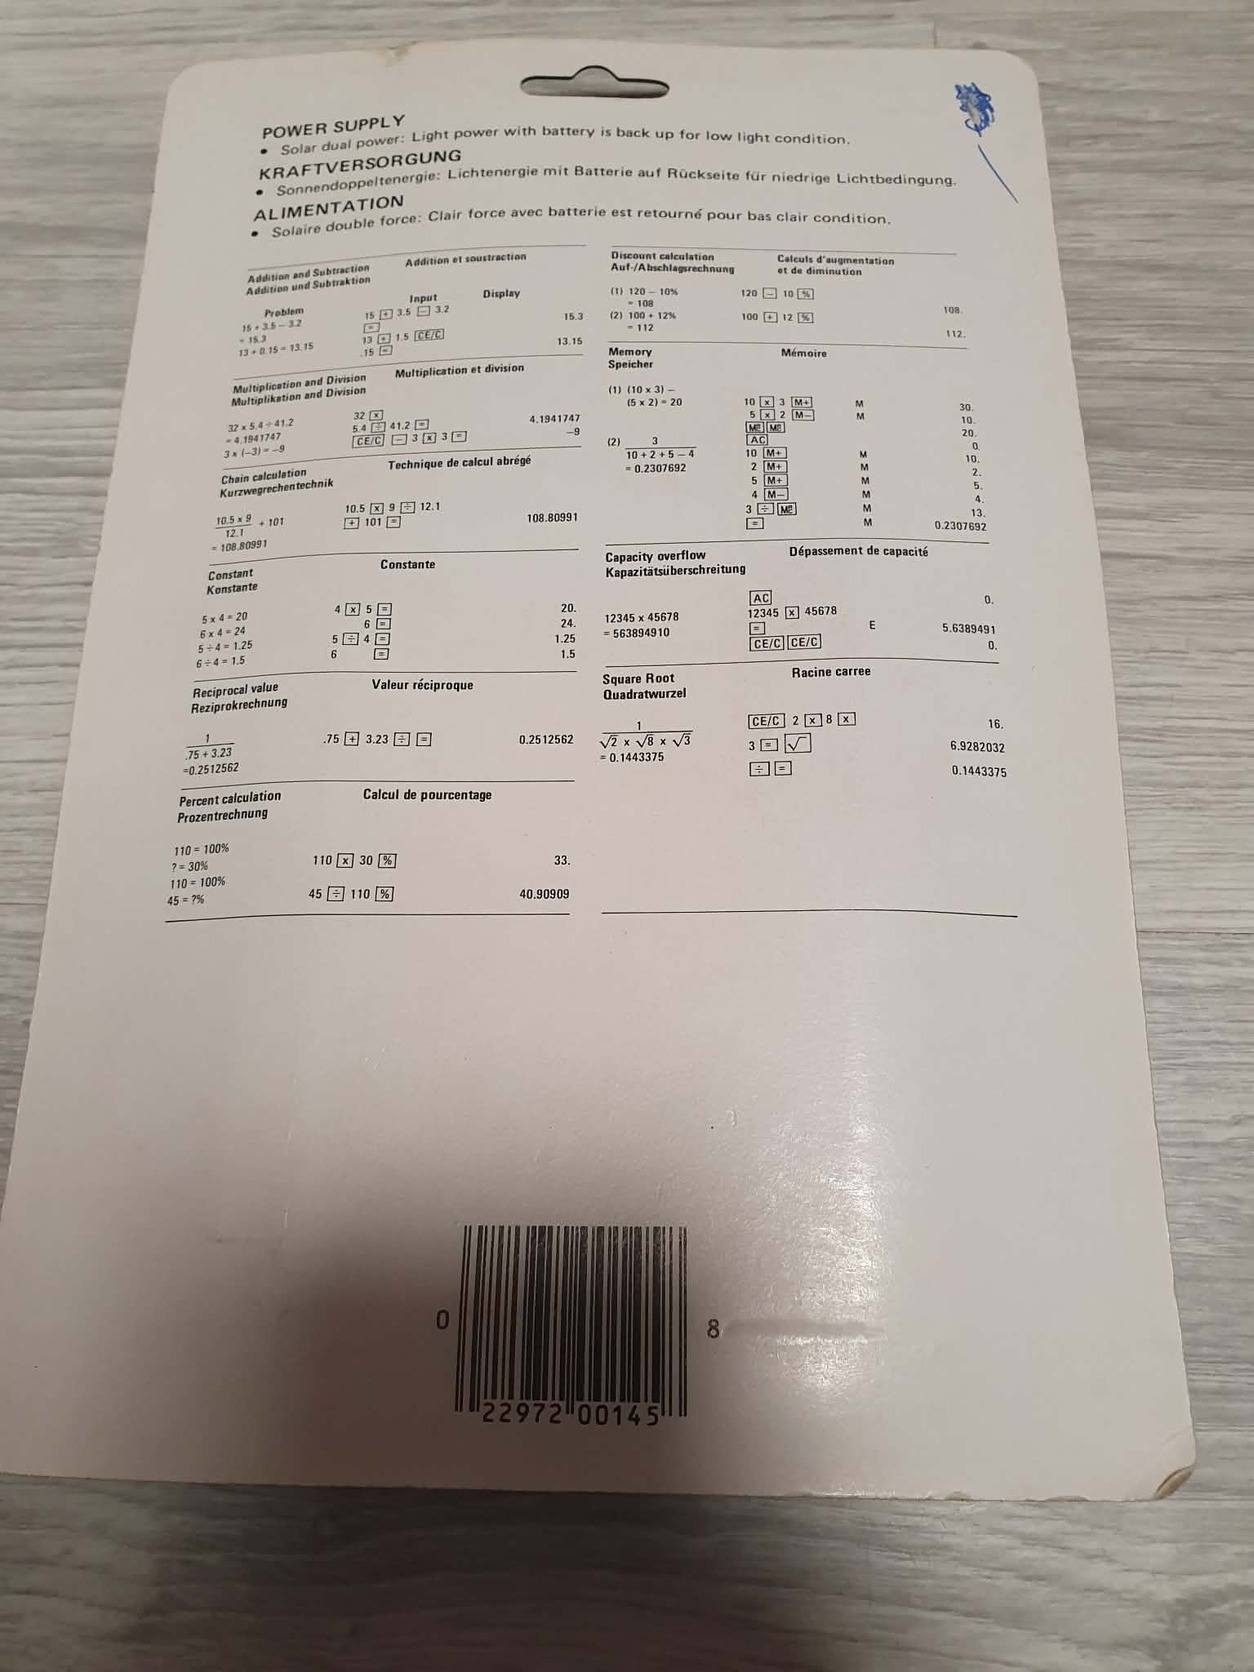 POWER SUPPLY
• Solar dual power: Light power with battery is back up for low light condition.
KRAFTVERSORGUNG
• Sonnendoppeltenergie: Lichtenergie mit Batterie auf Rückseite für niedrige Lichtbedingung.
ALIMENTATION
• Solaire double force: Clair force avec batterie est retourné pour bas clair condition.
Addition and Subtraction Addition et soustraction
Addition und Subtraktion
Problem Input Display
15 + 3.5 – 3.2 15 + 3.5 – 3.2
= 15.3 = 15.3
13 + 0.15 = 13.15 13 + 1.5 CE/C
.15 = 13.15
Multiplication and Division Multiplication et division
Multiplikation and Division
32 x 5.4 ÷ 41.2 32 x
= 4.1941747 5.4 ÷ 41.2 = 4.1941747
3 x (–3) = –9 CE/C – 3 x 3 = –9
Chain calculation Technique de calcul abrégé
Kurzwegrechentechnik
10.5 x 9 / 12.1 + 101 10.5 x 9 ÷ 12.1
= 108.80991 + 101 = 108.80991
Constant Constante
Konstante
5 x 4 = 20 4 x 5 = 20.
6 x 4 = 24 6 = 24.
5 ÷ 4 = 1.25 5 ÷ 4 = 1.25
6 ÷ 4 = 1.5 6 = 1.5
Reciprocal value Valeur réciproque
Reziprokrechnung
1
.75 + 3.23 .75 + 3.23 ÷ = 0.2512562
=0.2512562
Percent calculation Calcul de pourcentage
Prozentrechnung
110 = 100%
? = 30% 110 x 30 % 33.
110 = 100%
45 = ?% 45 ÷ 110 % 40.90909
Discount calculation Calculs d'augmentation
Auf-/Abschlagsrechnung et de diminution
(1) 120 – 10% 120 – 10 %
= 108 108.
(2) 100 + 12% 100 + 12 %
= 112 112.
Memory Mémoire
Speicher
(1) (10 x 3) –
(5 x 2) = 20 10 x 3 M+ M 30.
5 x 2 M– M 10.
20.
AC 0.
(2) 3
10 + 2 + 5 – 4
= 0.2307692
10 M+ M 10.
2 M+ M 2.
5 M+ M 5.
4 M– M 4.
3 ÷ M 13.
= M 0.2307692
Capacity overflow Dépassement de capacité
Kapazitätsüberschreitung
AC 0.
12345 x 45678 12345 x 45678
= 563894910 = E 5.6389491
CE/C CE/C 0.
Square Root Racine carree
Quadratwurzel
1 CE/C 2 x 8 x 16.
√2 x √8 x √3 3 = √ 6.9282032
= 0.1443375 ÷ = 0.1443375
0 22972 00145 8